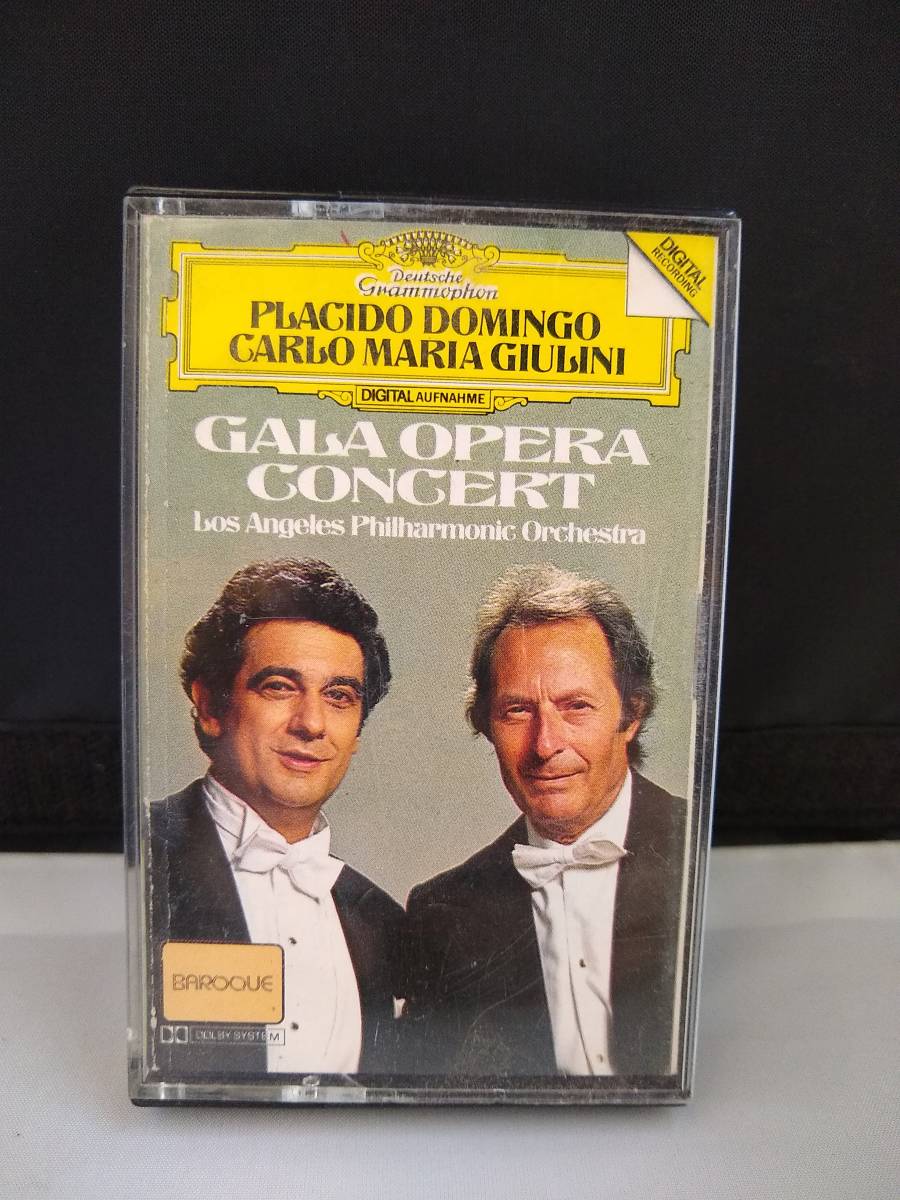 Deutsche
Grammophon
DIGITAL
RECORDING
PLACIDO DOMINGO
CARLO MARIA GIULINI
DIGITAL AUFNAHME
GALA OPERA
CONCERT
Los Angeles Philharmonic Orchestra
BAROQUE
DOLBY SYSTEM